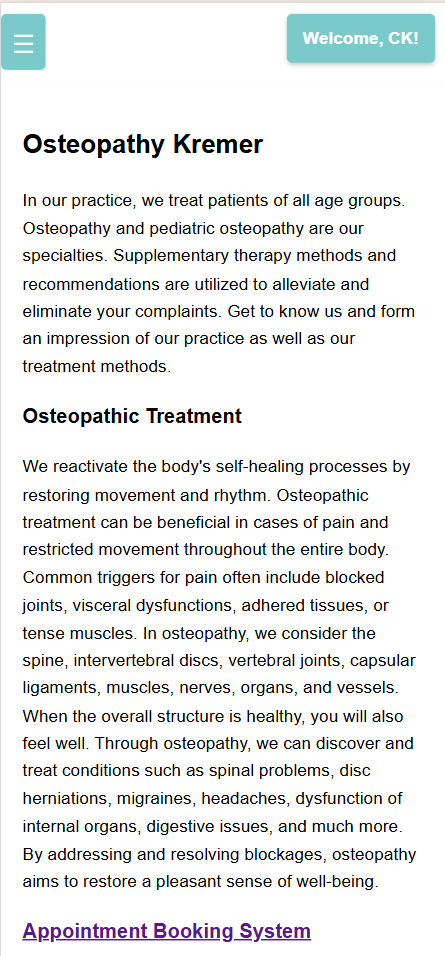 ☰
Welcome, CK!
Osteopathy Kremer
In our practice, we treat patients of all age groups.
Osteopathy and pediatric osteopathy are our
specialties. Supplementary therapy methods and
recommendations are utilized to alleviate and
eliminate your complaints. Get to know us and form
an impression of our practice as well as our
treatment methods.
Osteopathic Treatment
We reactivate the body's self-healing processes by
restoring movement and rhythm. Osteopathic
treatment can be beneficial in cases of pain and
restricted movement throughout the entire body.
Common triggers for pain often include blocked
joints, visceral dysfunctions, adhered tissues, or
tense muscles. In osteopathy, we consider the
spine, intervertebral discs, vertebral joints, capsular
ligaments, muscles, nerves, organs, and vessels.
When the overall structure is healthy, you will also
feel well. Through osteopathy, we can discover and
treat conditions such as spinal problems, disc
herniations, migraines, headaches, dysfunction of
internal organs, digestive issues, and much more.
By addressing and resolving blockages, osteopathy
aims to restore a pleasant sense of well-being.
Appointment Booking System